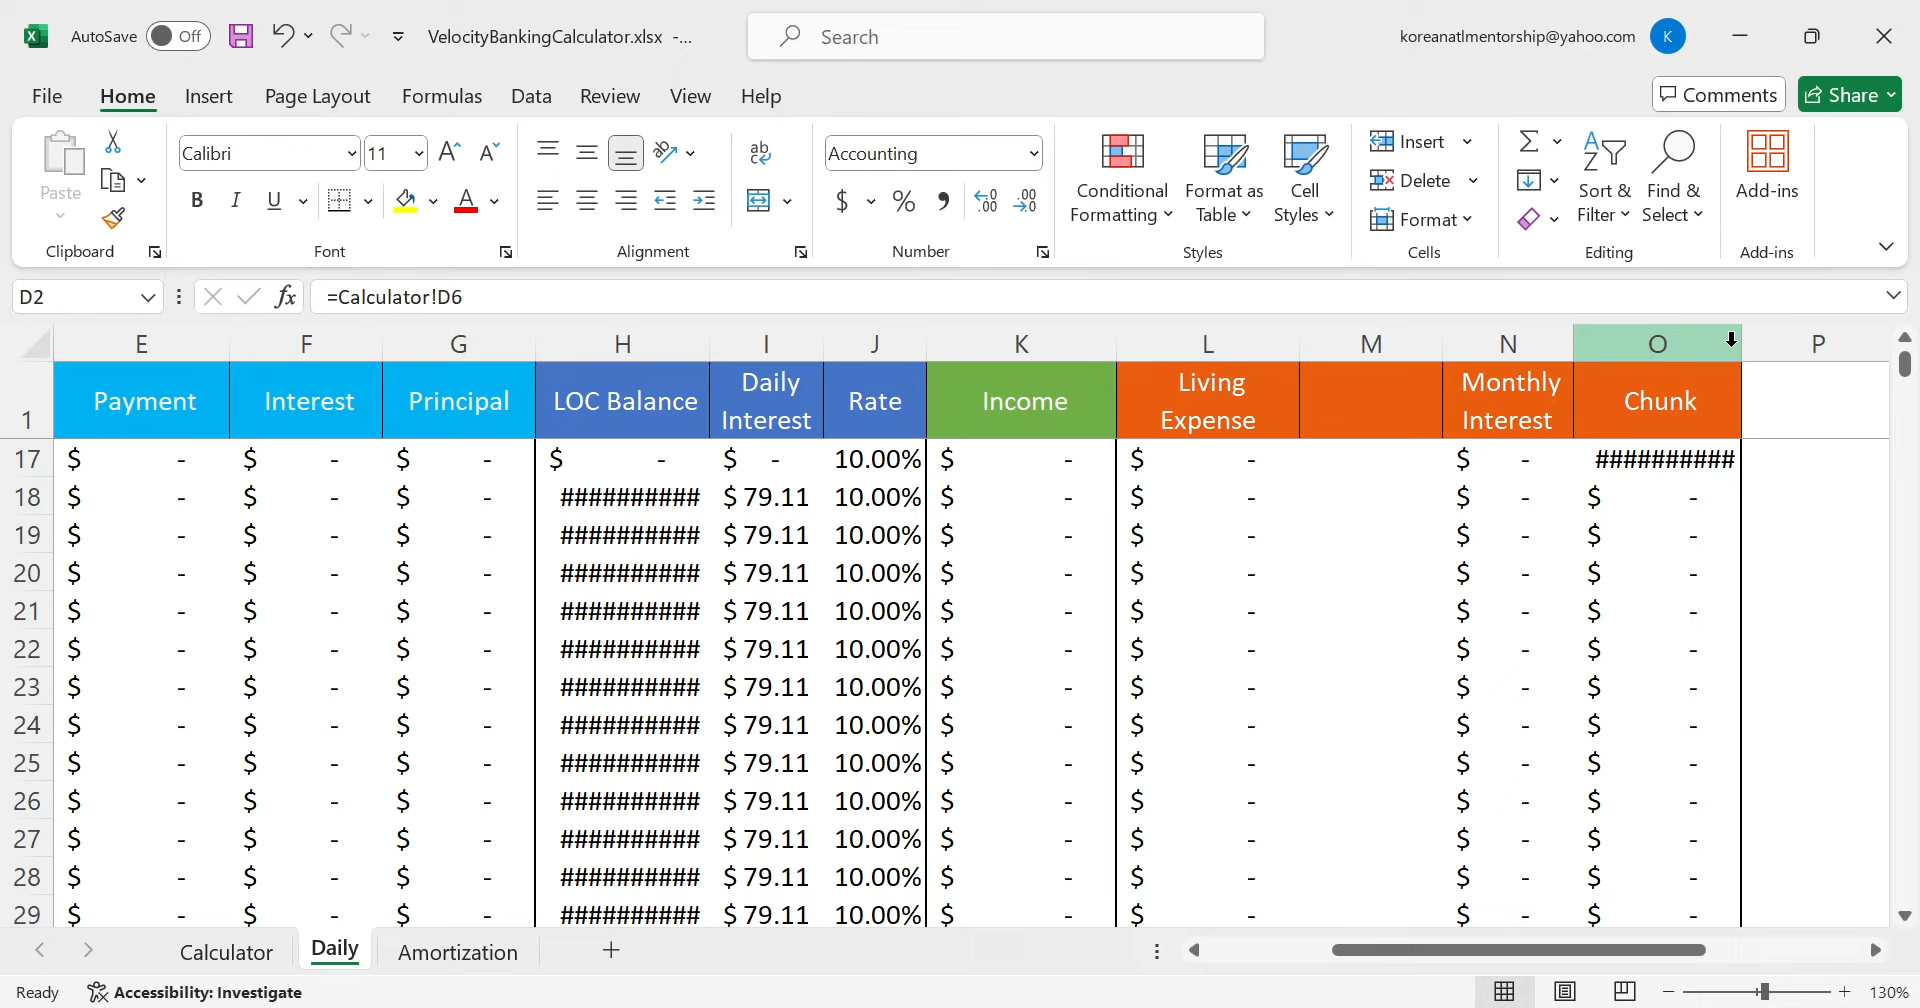 AutoSave Off VelocityBankingCalculator.xlsx -... Search koreanatlmentorship@yahoo.com K
File Home Insert Page Layout Formulas Data Review View Help Comments Share
Paste Calibri 11 A^ A˅ ab Accounting Conditional Formatting Format as Table Cell Styles Insert Delete Format Σ Sort & Filter Find & Select Add-ins
B I U A $ % , .00
Clipboard Font Alignment Number Styles Cells Editing Add-ins
D2 fx =Calculator!D6
E F G H I J K L M N O P
1 Payment Interest Principal LOC Balance Daily Interest Rate Income Living Expense Monthly Interest Chunk
17 $ - $ - $ - $ - $ - 10.00% $ - $ - $ - ##########
18 $ - $ - $ - ########## $ 79.11 10.00% $ - $ - $ - $ -
19 $ - $ - $ - ########## $ 79.11 10.00% $ - $ - $ - $ -
20 $ - $ - $ - ########## $ 79.11 10.00% $ - $ - $ - $ -
21 $ - $ - $ - ########## $ 79.11 10.00% $ - $ - $ - $ -
22 $ - $ - $ - ########## $ 79.11 10.00% $ - $ - $ - $ -
23 $ - $ - $ - ########## $ 79.11 10.00% $ - $ - $ - $ -
24 $ - $ - $ - ########## $ 79.11 10.00% $ - $ - $ - $ -
25 $ - $ - $ - ########## $ 79.11 10.00% $ - $ - $ - $ -
26 $ - $ - $ - ########## $ 79.11 10.00% $ - $ - $ - $ -
27 $ - $ - $ - ########## $ 79.11 10.00% $ - $ - $ - $ -
28 $ - $ - $ - ########## $ 79.11 10.00% $ - $ - $ - $ -
29 $ - $ - $ - ########## $ 79.11 10.00% $ - $ - $ - $ -
Calculator Daily Amortization +
Ready Accessibility: Investigate 130%